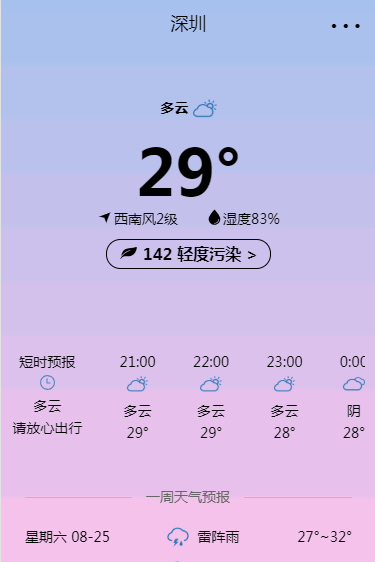 深圳
多云
29°
西南风2级 湿度83%
142 轻度污染 >
短时预报 21:00 22:00 23:00 0:00
多云 多云 多云 多云 阴
请放心出行 29° 29° 28° 28°
一周天气预报
星期六 08-25 雷阵雨 27°~32°